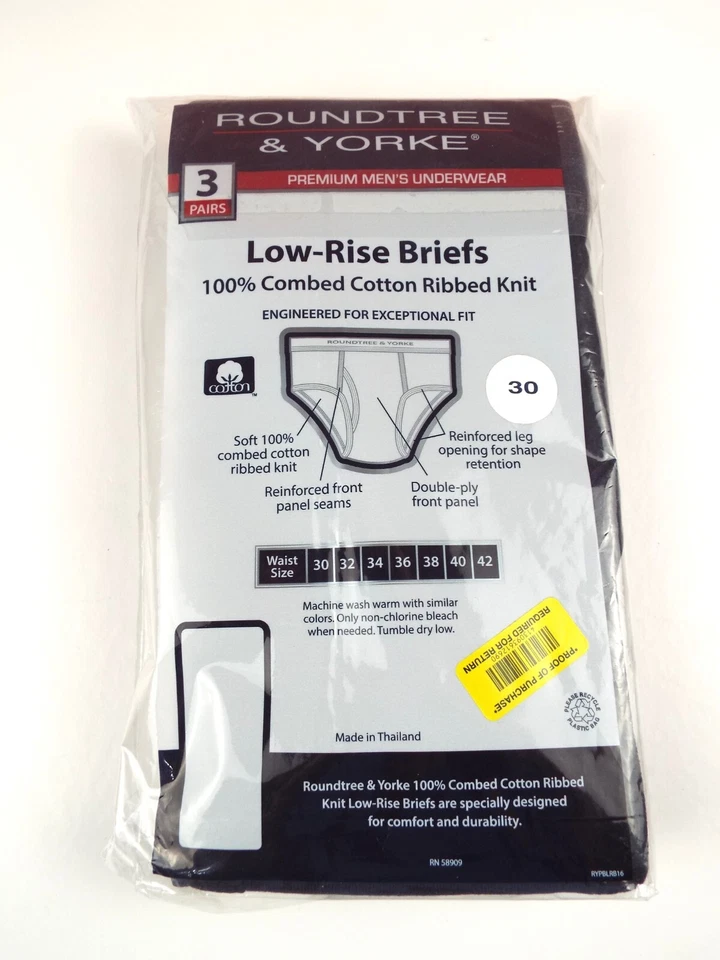 ROUNDTREE
& YORKE®
3
PAIRS
PREMIUM MEN'S UNDERWEAR
Low-Rise Briefs
100% Combed Cotton Ribbed Knit
ENGINEERED FOR EXCEPTIONAL FIT
ROUNDTREE & YORKE
cotton
TM
30
Soft 100%
combed cotton
ribbed knit
Reinforced leg
opening for shape
retention
Reinforced front
panel seams
Double-ply
front panel
Waist
Size
30 32 34 36 38 40 42
Machine wash warm with similar
colors. Only non-chlorine bleach
when needed. Tumble dry low.
*PROOF OF PURCHASE*
REQUIRED FOR RETURN
PLEASE RECYCLE
PLASTIC BAG
Made in Thailand
Roundtree & Yorke 100% Combed Cotton Ribbed
Knit Low-Rise Briefs are specially designed
for comfort and durability.
RN 58909
RYPBLRB16